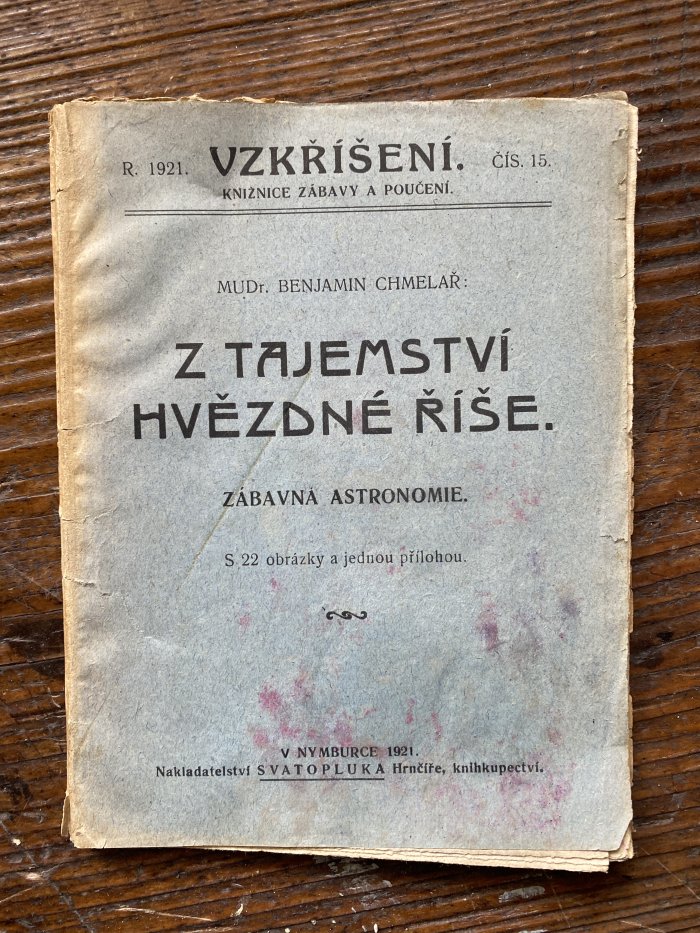 R. 1921. VZKŘÍŠENÍ. ČÍS. 15.
KNIŽNICE ZÁBAVY A POUČENÍ.
MUDr. BENJAMIN CHMELAŘ:
Z TAJEMSTVÍ
HVĚZDNÉ ŘÍŠE.
ZÁBAVNÁ ASTRONOMIE.
S 22 obrázky a jednou přílohou.
V NYMBURCE 1921.
Nakladatelství SVATOPLUKA Hrnčíře, knihkupectví.